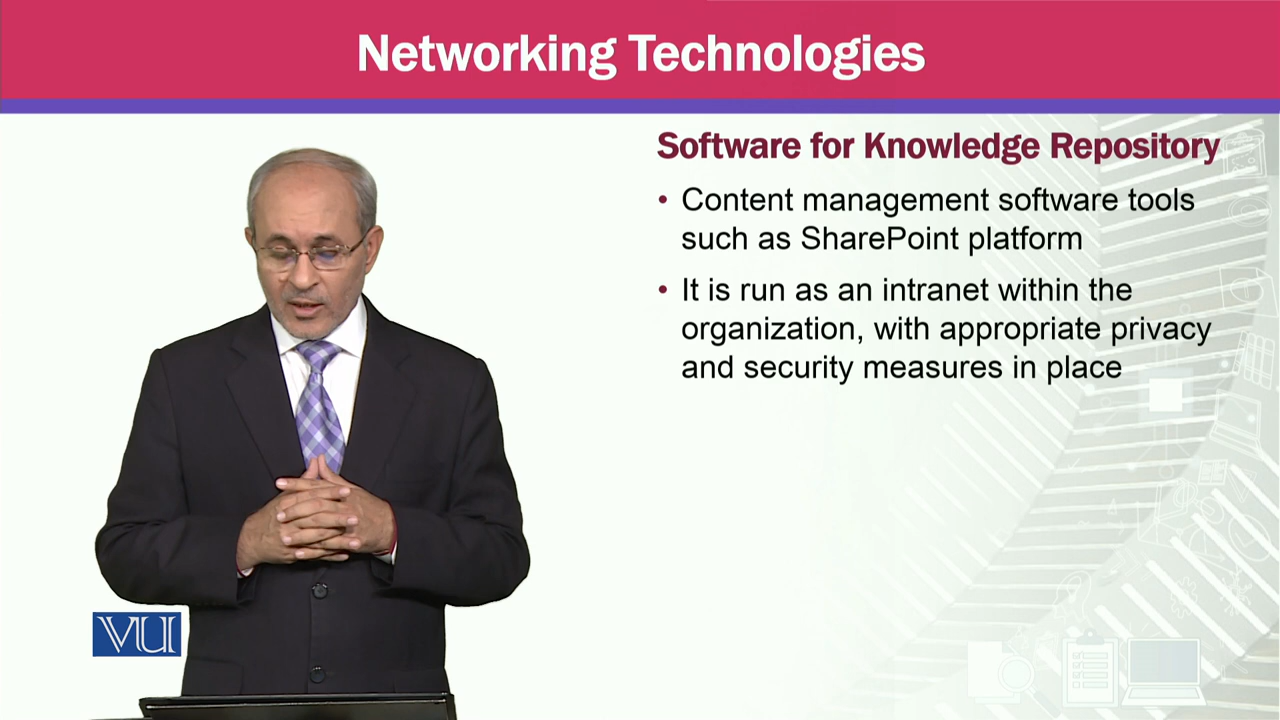 Networking Technologies
Software for Knowledge Repository
• Content management software tools
such as SharePoint platform
• It is run as an intranet within the
organization, with appropriate privacy
and security measures in place
VU